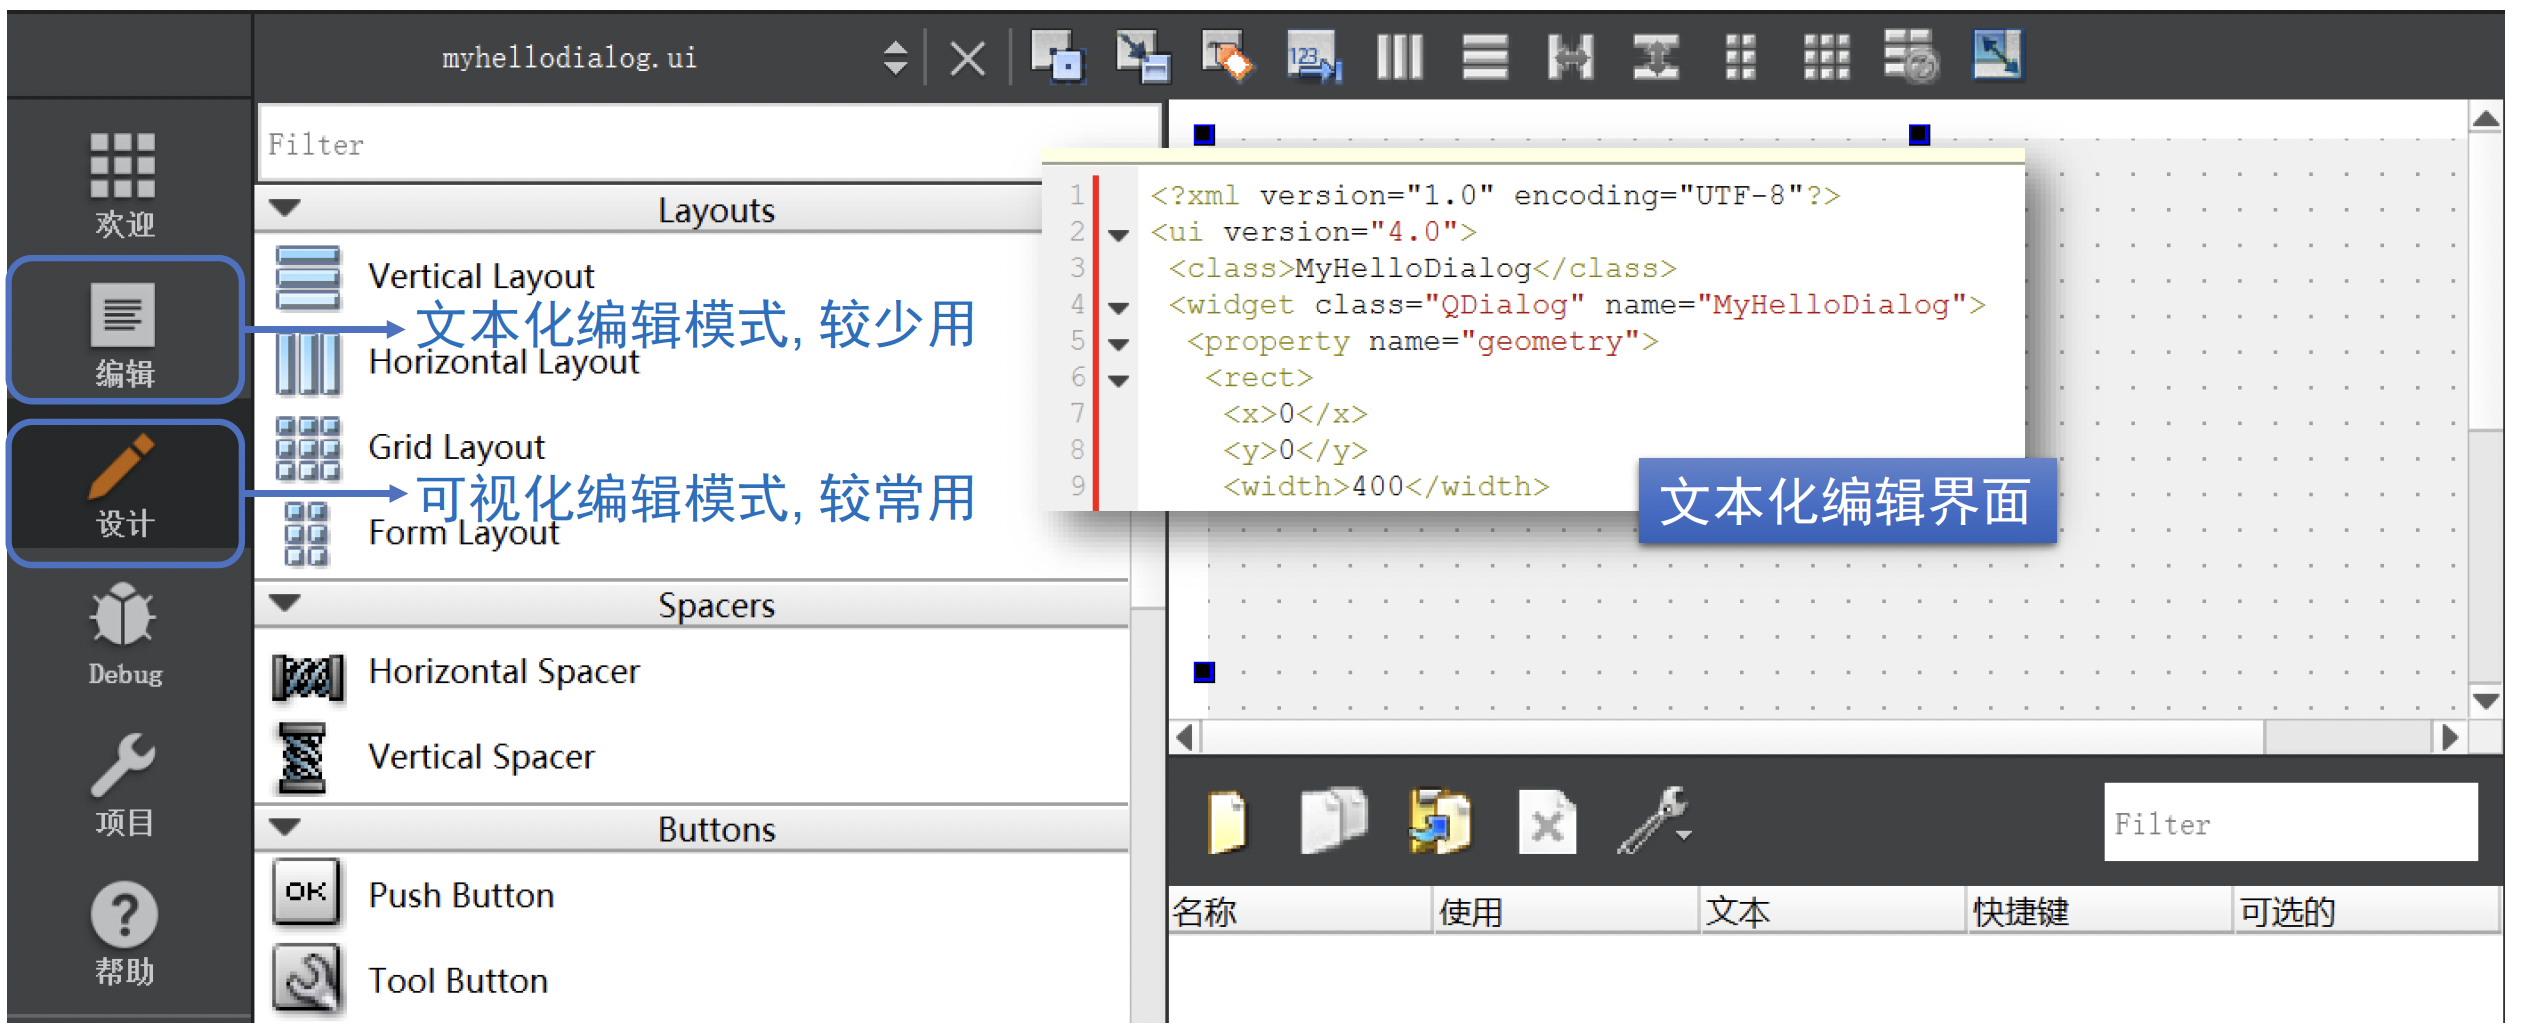 myhellodialog.ui
欢迎
编辑
设计
Debug
项目
帮助
Filter
Layouts
Vertical Layout
文本化编辑模式, 较少用
Horizontal Layout
Grid Layout
可视化编辑模式, 较常用
Form Layout
Spacers
Horizontal Spacer
Vertical Spacer
Buttons
OK
Push Button
Tool Button
123
1 <?xml version="1.0" encoding="UTF-8"?>
2 <ui version="4.0">
3 <class>MyHelloDialog</class>
4 <widget class="QDialog" name="MyHelloDialog">
5 <property name="geometry">
6 <rect>
7 <x>0</x>
8 <y>0</y>
9 <width>400</width>
文本化编辑界面
Filter
名称 使用 文本 快捷键 可选的